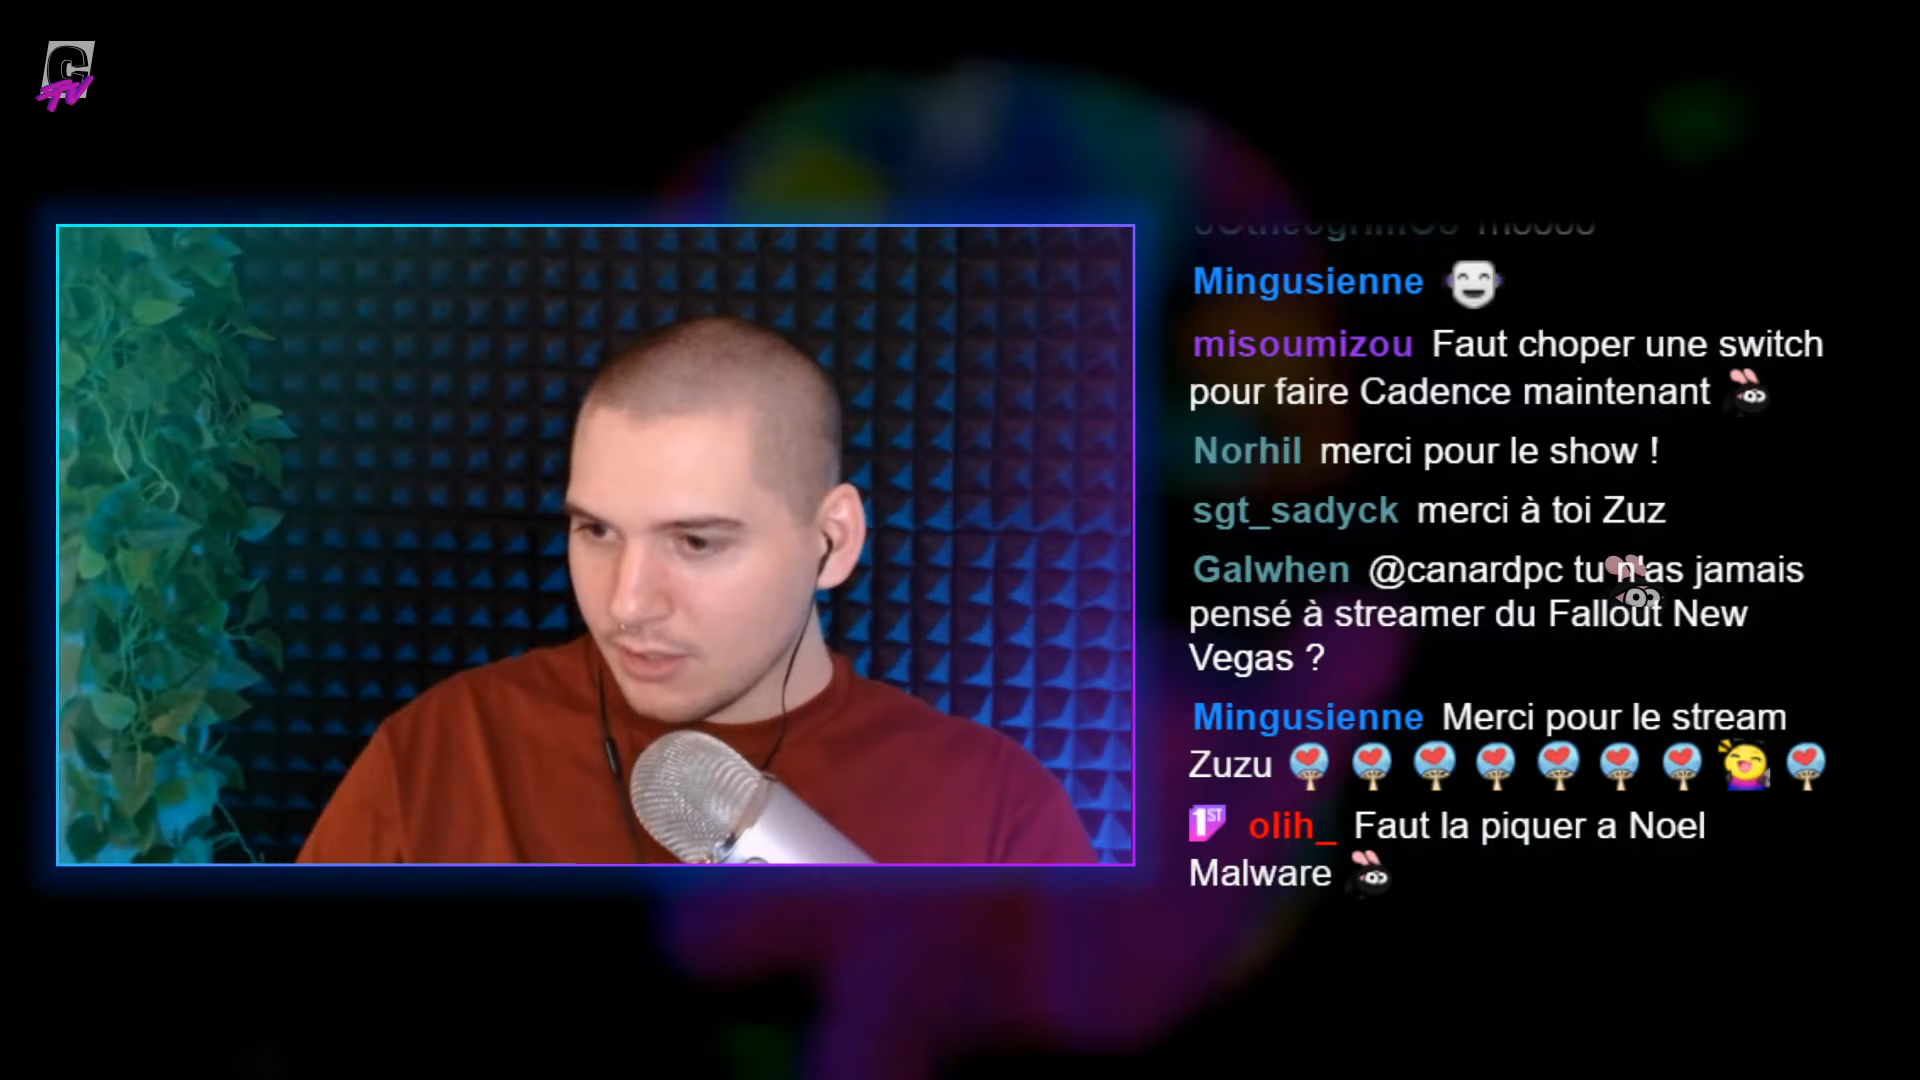 C
TV
Mingusienne
misoumizou Faut choper une switch
pour faire Cadence maintenant
Norhil merci pour le show !
sgt_sadyck merci à toi Zuz
Galwhen @canardpc tu n'as jamais
pensé à streamer du Fallout New
Vegas ?
Mingusienne Merci pour le stream
Zuzu
1ST olih_ Faut la piquer a Noel
Malware